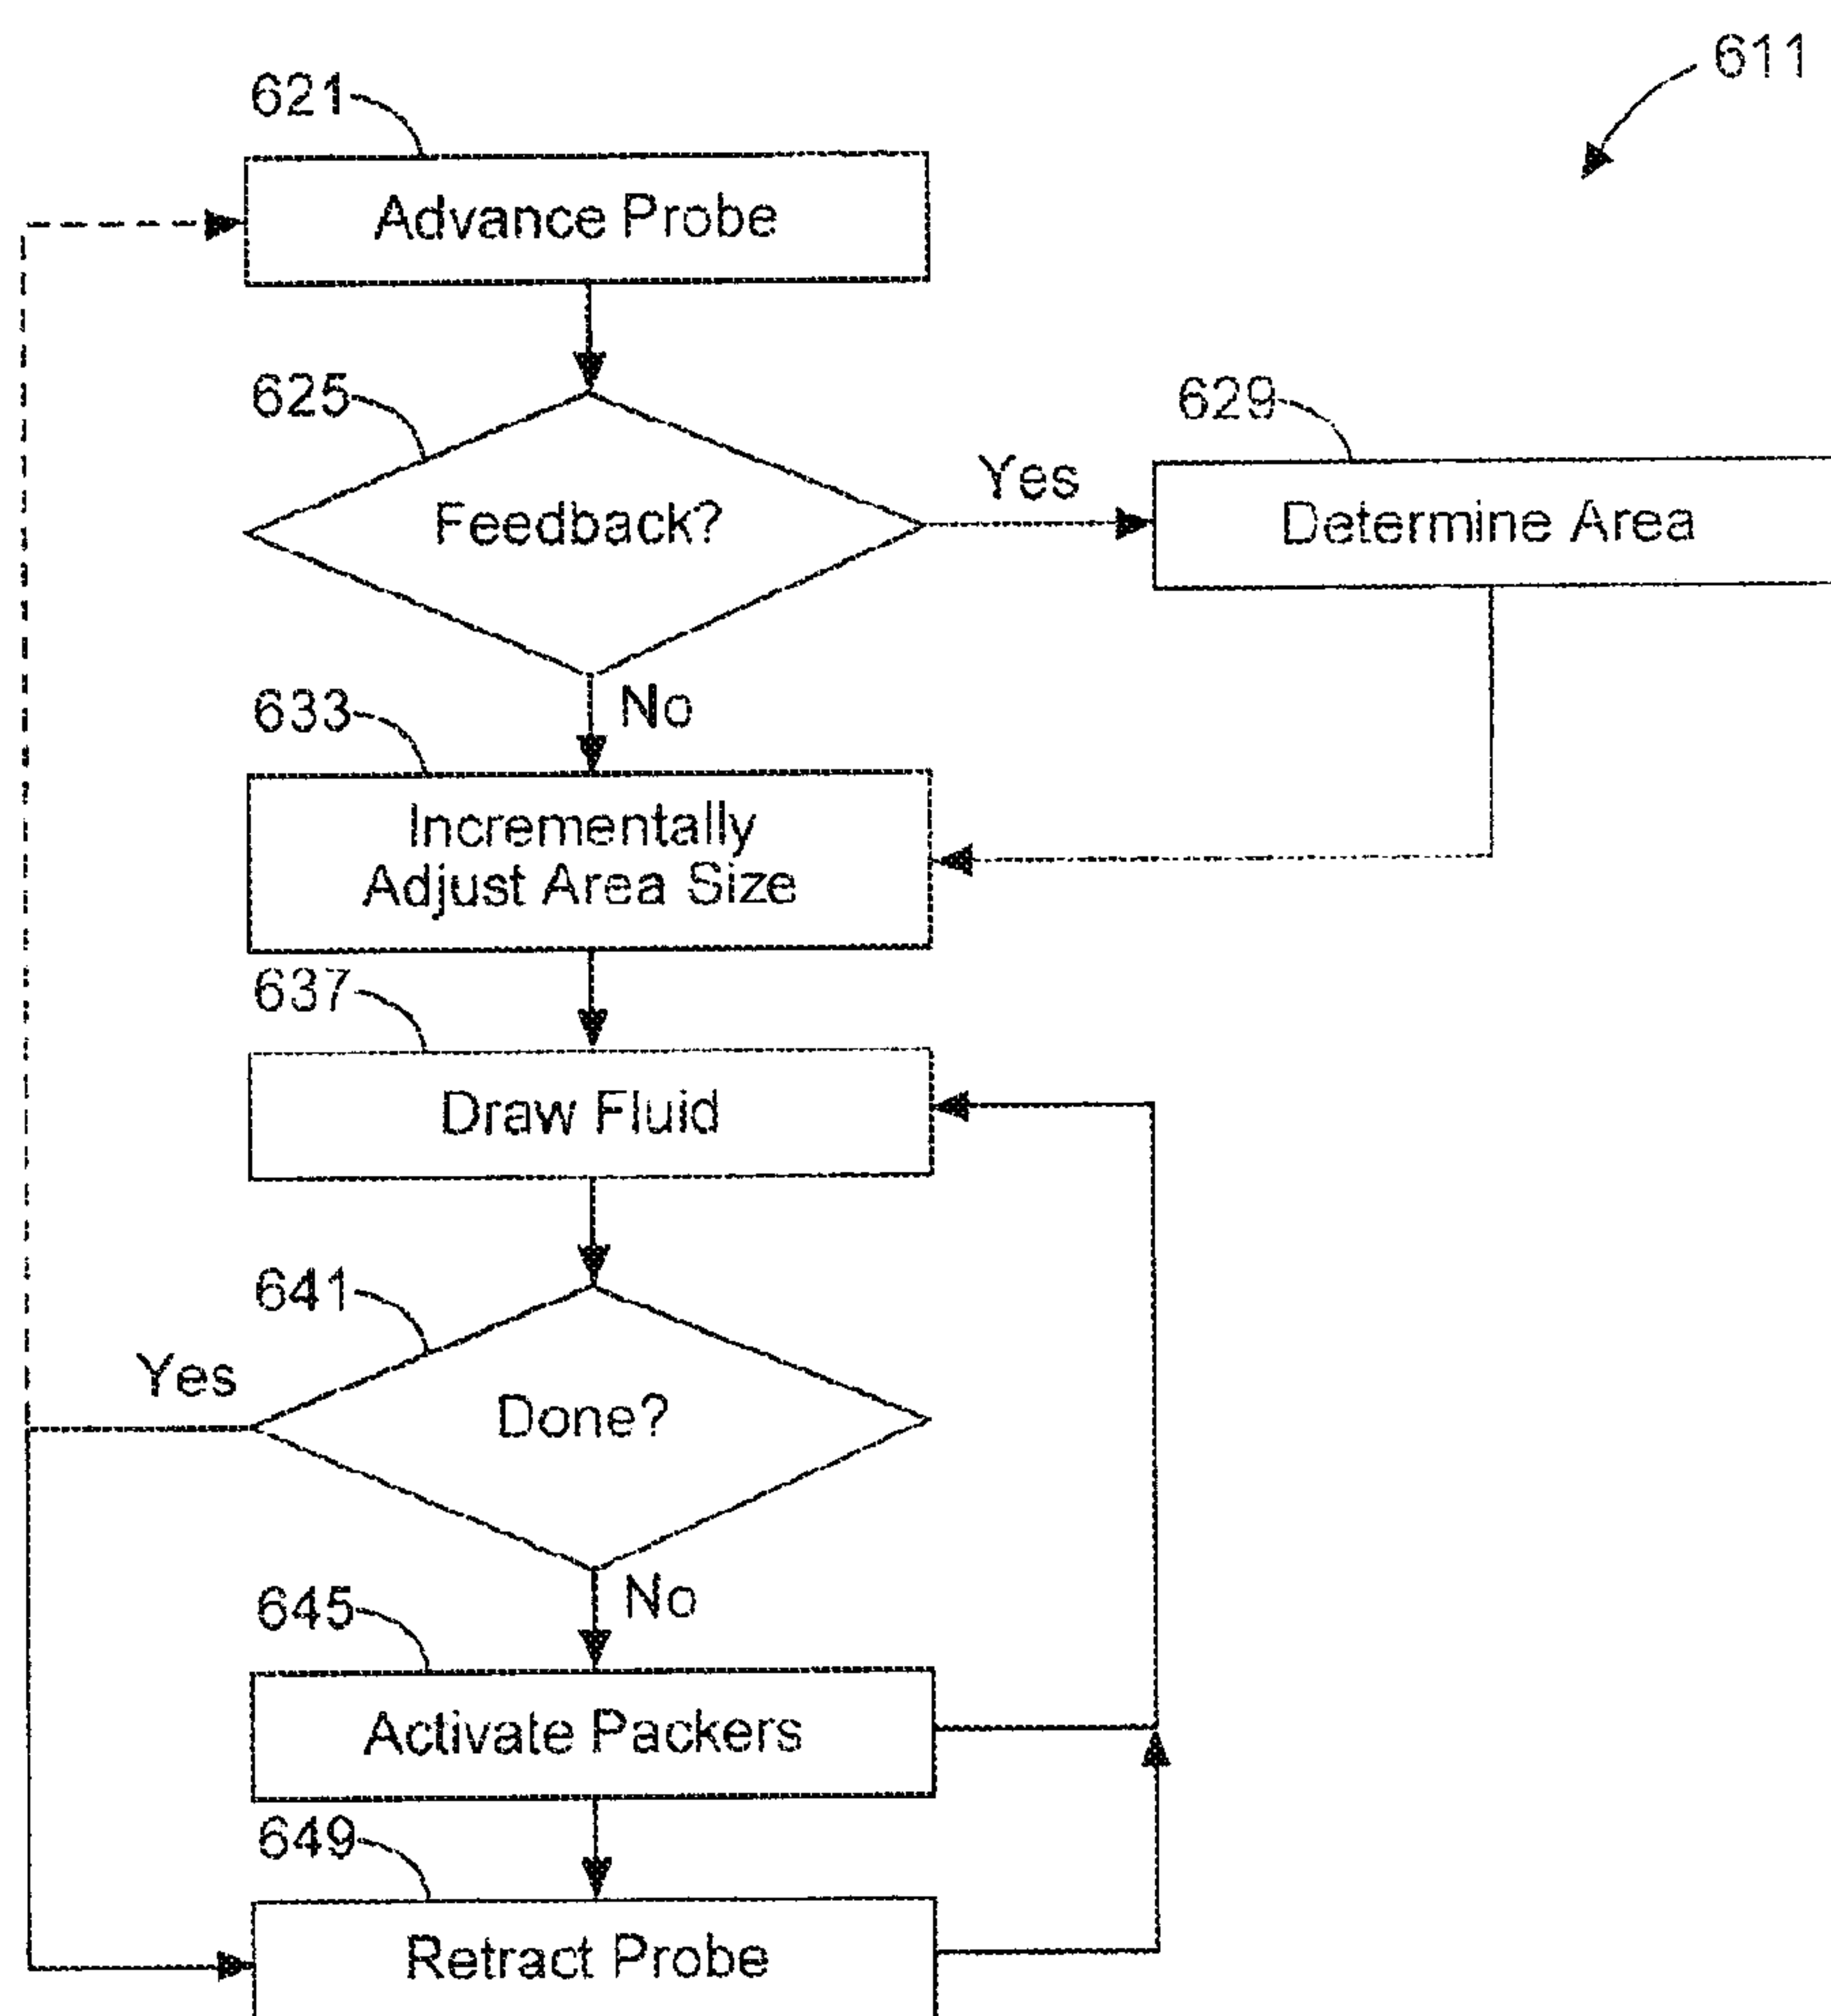 611
621
Advance Probe
625
Feedback?
Yes
629
Determine Area
No
633
Incrementally
Adjust Area Size
637
Draw Fluid
641
Yes
Done?
No
645
Activate Packers
649
Retract Probe